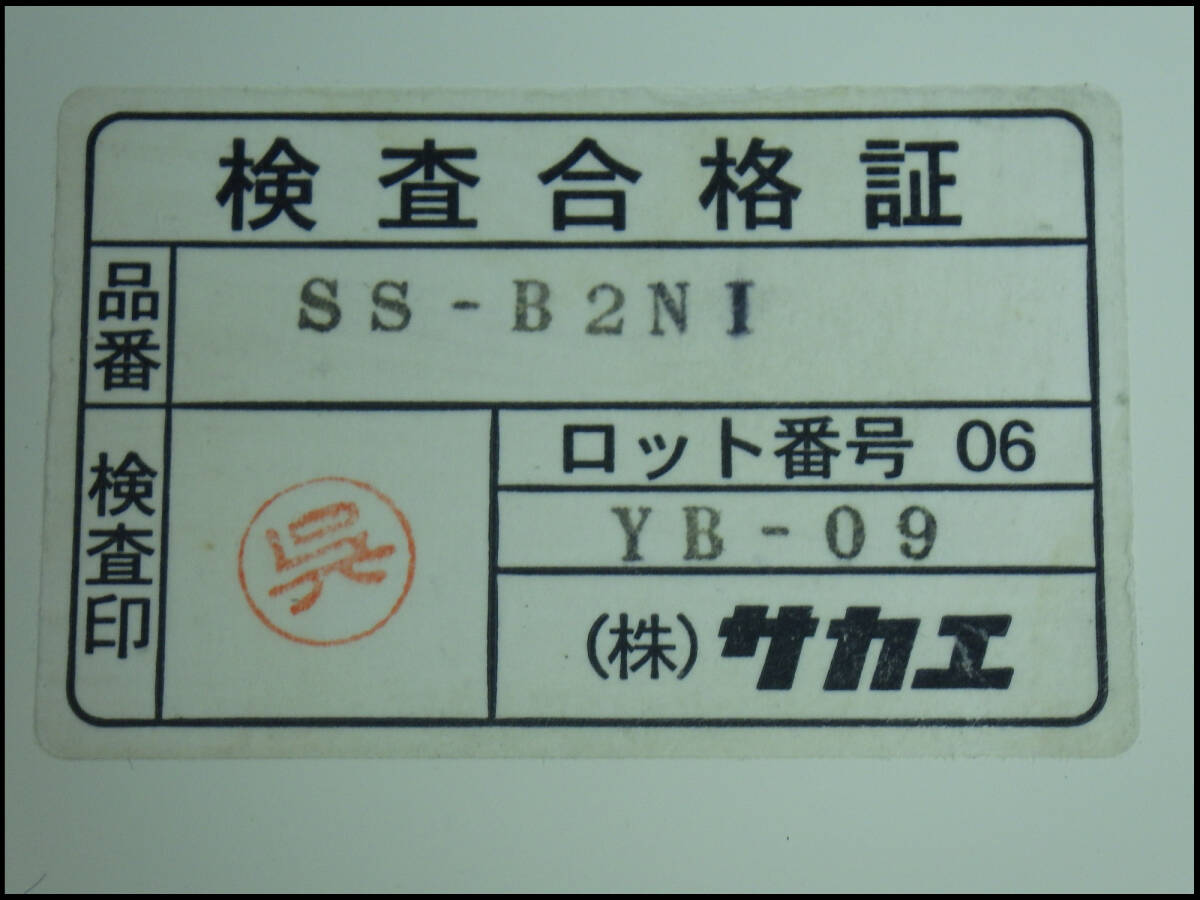 検査合格証
品番 SS-B2NI
検査印 呉
ロット番号 06
YB-09
(株)サカエ